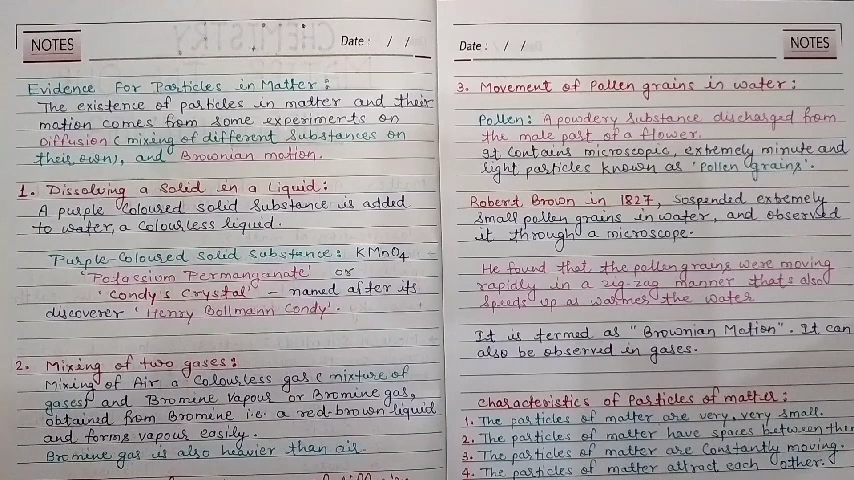 NOTES
Date : / /
Evidence For Particles in Matter:
The existence of particles in matter and their
motion comes from some experiments on
Diffusion (mixing of different substances on
their own), and Brownian motion.
1. Dissolving a Solid in a Liquid:
A purple coloured solid substance is added
to water, a colourless liquid.
Purple coloured solid substance: KMnO4
'Potassium Permanganate' or
'Condy's Crystal' - named after its
discoverer 'Henry Bollmann Condy'.
2. Mixing of two gases:
Mixing of Air a Colourless gas (mixture of
gases) and Bromine Vapour or Bromine gas,
obtained from Bromine i.e. a red-brown liquid
and forms vapour easily.
Bromine gas is also heavier than air.
Date : / /
NOTES
3. Movement of Pollen grains in water:
Pollen: A powdery substance discharged from
the male part of a flower.
It contains microscopic, extremely minute and
light particles known as 'Pollen grains'.
Robert Brown in 1827, suspended extremely
small pollen grains in water, and observed
it through a microscope.
He found that the pollen grains were moving
rapidly in a zig-zag manner that's also
speeds up as warmer the water
It is termed as "Brownian Motion". It can
also be observed in gases.
Characteristics of Particles of matter:
1. The particles of matter are very, very small.
2. The particles of matter have spaces between them
3. The particles of matter are constantly moving.
4. The particles of matter attract each other.